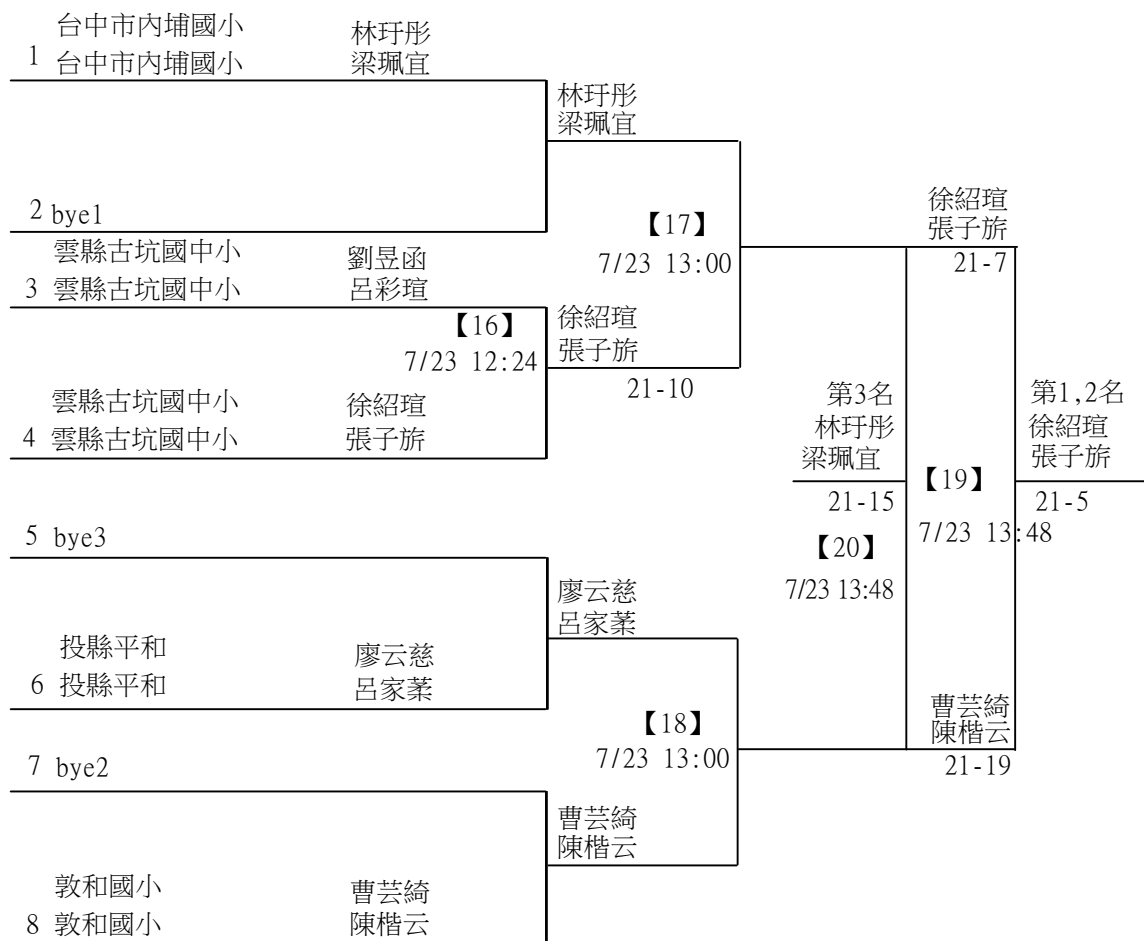 台中市內埔國小 林玗彤
1 台中市內埔國小 梁珮宜
林玗彤
梁珮宜
2 bye1
【17】
7/23 13:00
徐紹瑄
張子旂
21-7
雲縣古坑國中小 劉昱函
3 雲縣古坑國中小 呂彩瑄
【16】
7/23 12:24
徐紹瑄
張子旂
21-10
雲縣古坑國中小 徐紹瑄
4 雲縣古坑國中小 張子旂
第3名
林玗彤
梁珮宜
21-15
【20】
7/23 13:48
【19】
7/23 13:48
第1,2名
徐紹瑄
張子旂
21-5
5 bye3
廖云慈
呂家蓁
投縣平和 廖云慈
6 投縣平和 呂家蓁
【18】
7/23 13:00
曹芸綺
陳楷云
21-19
7 bye2
曹芸綺
陳楷云
敦和國小 曹芸綺
8 敦和國小 陳楷云